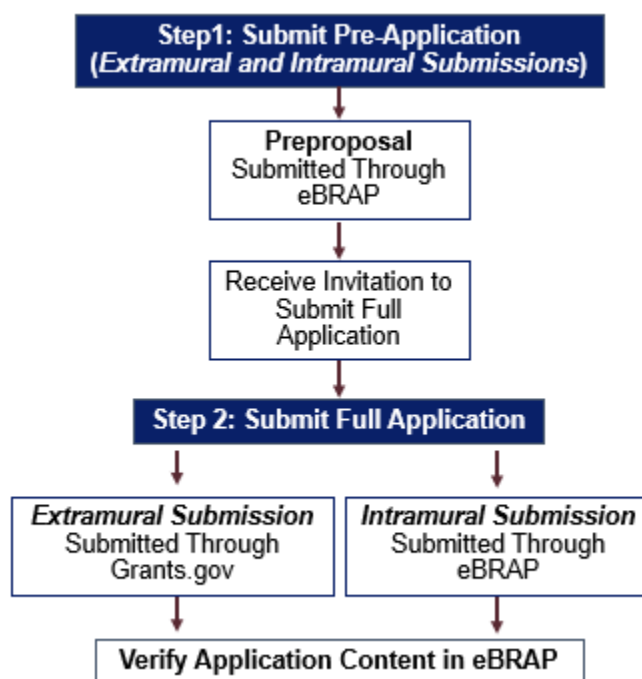 Step1: Submit Pre-Application
(Extramural and Intramural Submissions)
Preproposal
Submitted Through
eBRAP
Receive Invitation to
Submit Full
Application
Step 2: Submit Full Application
Extramural Submission
Submitted Through
Grants.gov
Intramural Submission
Submitted Through
eBRAP
Verify Application Content in eBRAP